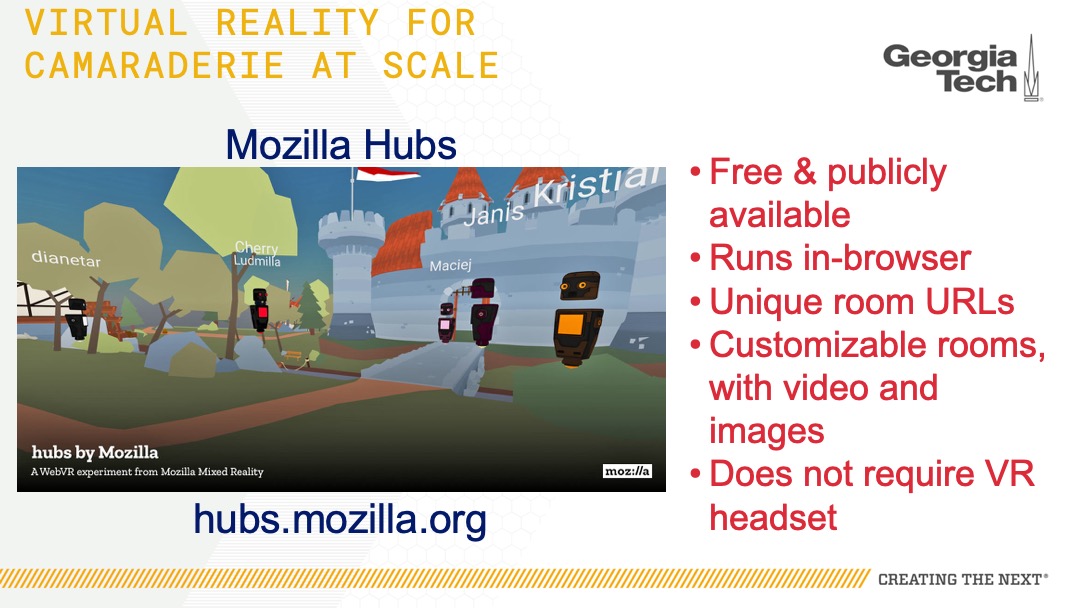 VIRTUAL REALITY FOR
CAMARADERIE AT SCALE
Georgia
Tech
Mozilla Hubs
dianetar
Cherry
Ludmilla
Maciej
Janis
Kristian
hubs by Mozilla
A WebVR experiment from Mozilla Mixed Reality
moz://a
hubs.mozilla.org
• Free & publicly
available
• Runs in-browser
• Unique room URLs
• Customizable rooms,
with video and
images
• Does not require VR
headset
CREATING THE NEXT®